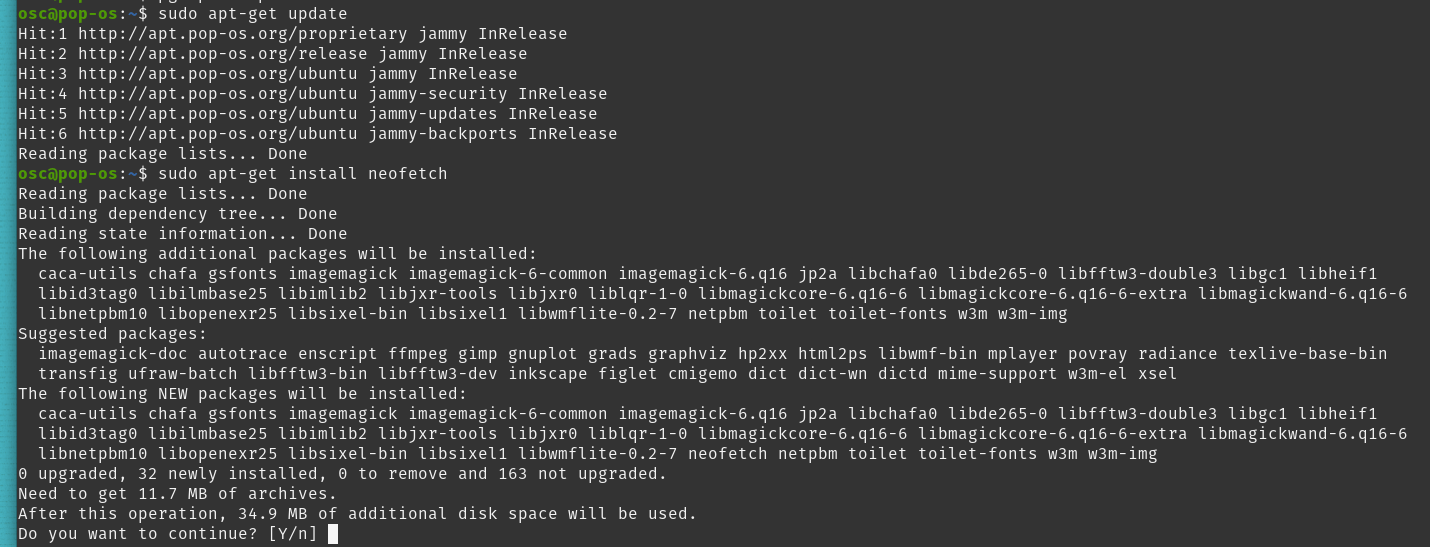 osc@pop-os:~$ sudo apt-get update
Hit:1 http://apt.pop-os.org/proprietary jammy InRelease
Hit:2 http://apt.pop-os.org/release jammy InRelease
Hit:3 http://apt.pop-os.org/ubuntu jammy InRelease
Hit:4 http://apt.pop-os.org/ubuntu jammy-security InRelease
Hit:5 http://apt.pop-os.org/ubuntu jammy-updates InRelease
Hit:6 http://apt.pop-os.org/ubuntu jammy-backports InRelease
Reading package lists... Done
osc@pop-os:~$ sudo apt-get install neofetch
Reading package lists... Done
Building dependency tree... Done
Reading state information... Done
The following additional packages will be installed:
  caca-utils chafa gsfonts imagemagick imagemagick-6-common imagemagick-6.q16 jp2a libchafa0 libde265-0 libfftw3-double3 libgc1 libheif1
  libid3tag0 libilmbase25 libimlib2 libjxr-tools libjxr0 liblqr-1-0 libmagickcore-6.q16-6 libmagickcore-6.q16-6-extra libmagickwand-6.q16-6
  libnetpbm10 libopenexr25 libsixel-bin libsixel1 libwmflite-0.2-7 netpbm toilet toilet-fonts w3m w3m-img
Suggested packages:
  imagemagick-doc autotrace enscript ffmpeg gimp gnuplot grads graphviz hp2xx html2ps libwmf-bin mplayer povray radiance texlive-base-bin
  transfig ufraw-batch libfftw3-bin libfftw3-dev inkscape figlet cmigemo dict dict-wn dictd mime-support w3m-el xsel
The following NEW packages will be installed:
  caca-utils chafa gsfonts imagemagick imagemagick-6-common imagemagick-6.q16 jp2a libchafa0 libde265-0 libfftw3-double3 libgc1 libheif1
  libid3tag0 libilmbase25 libimlib2 libjxr-tools libjxr0 liblqr-1-0 libmagickcore-6.q16-6 libmagickcore-6.q16-6-extra libmagickwand-6.q16-6
  libnetpbm10 libopenexr25 libsixel-bin libsixel1 libwmflite-0.2-7 neofetch netpbm toilet toilet-fonts w3m w3m-img
0 upgraded, 32 newly installed, 0 to remove and 163 not upgraded.
Need to get 11.7 MB of archives.
After this operation, 34.9 MB of additional disk space will be used.
Do you want to continue? [Y/n]